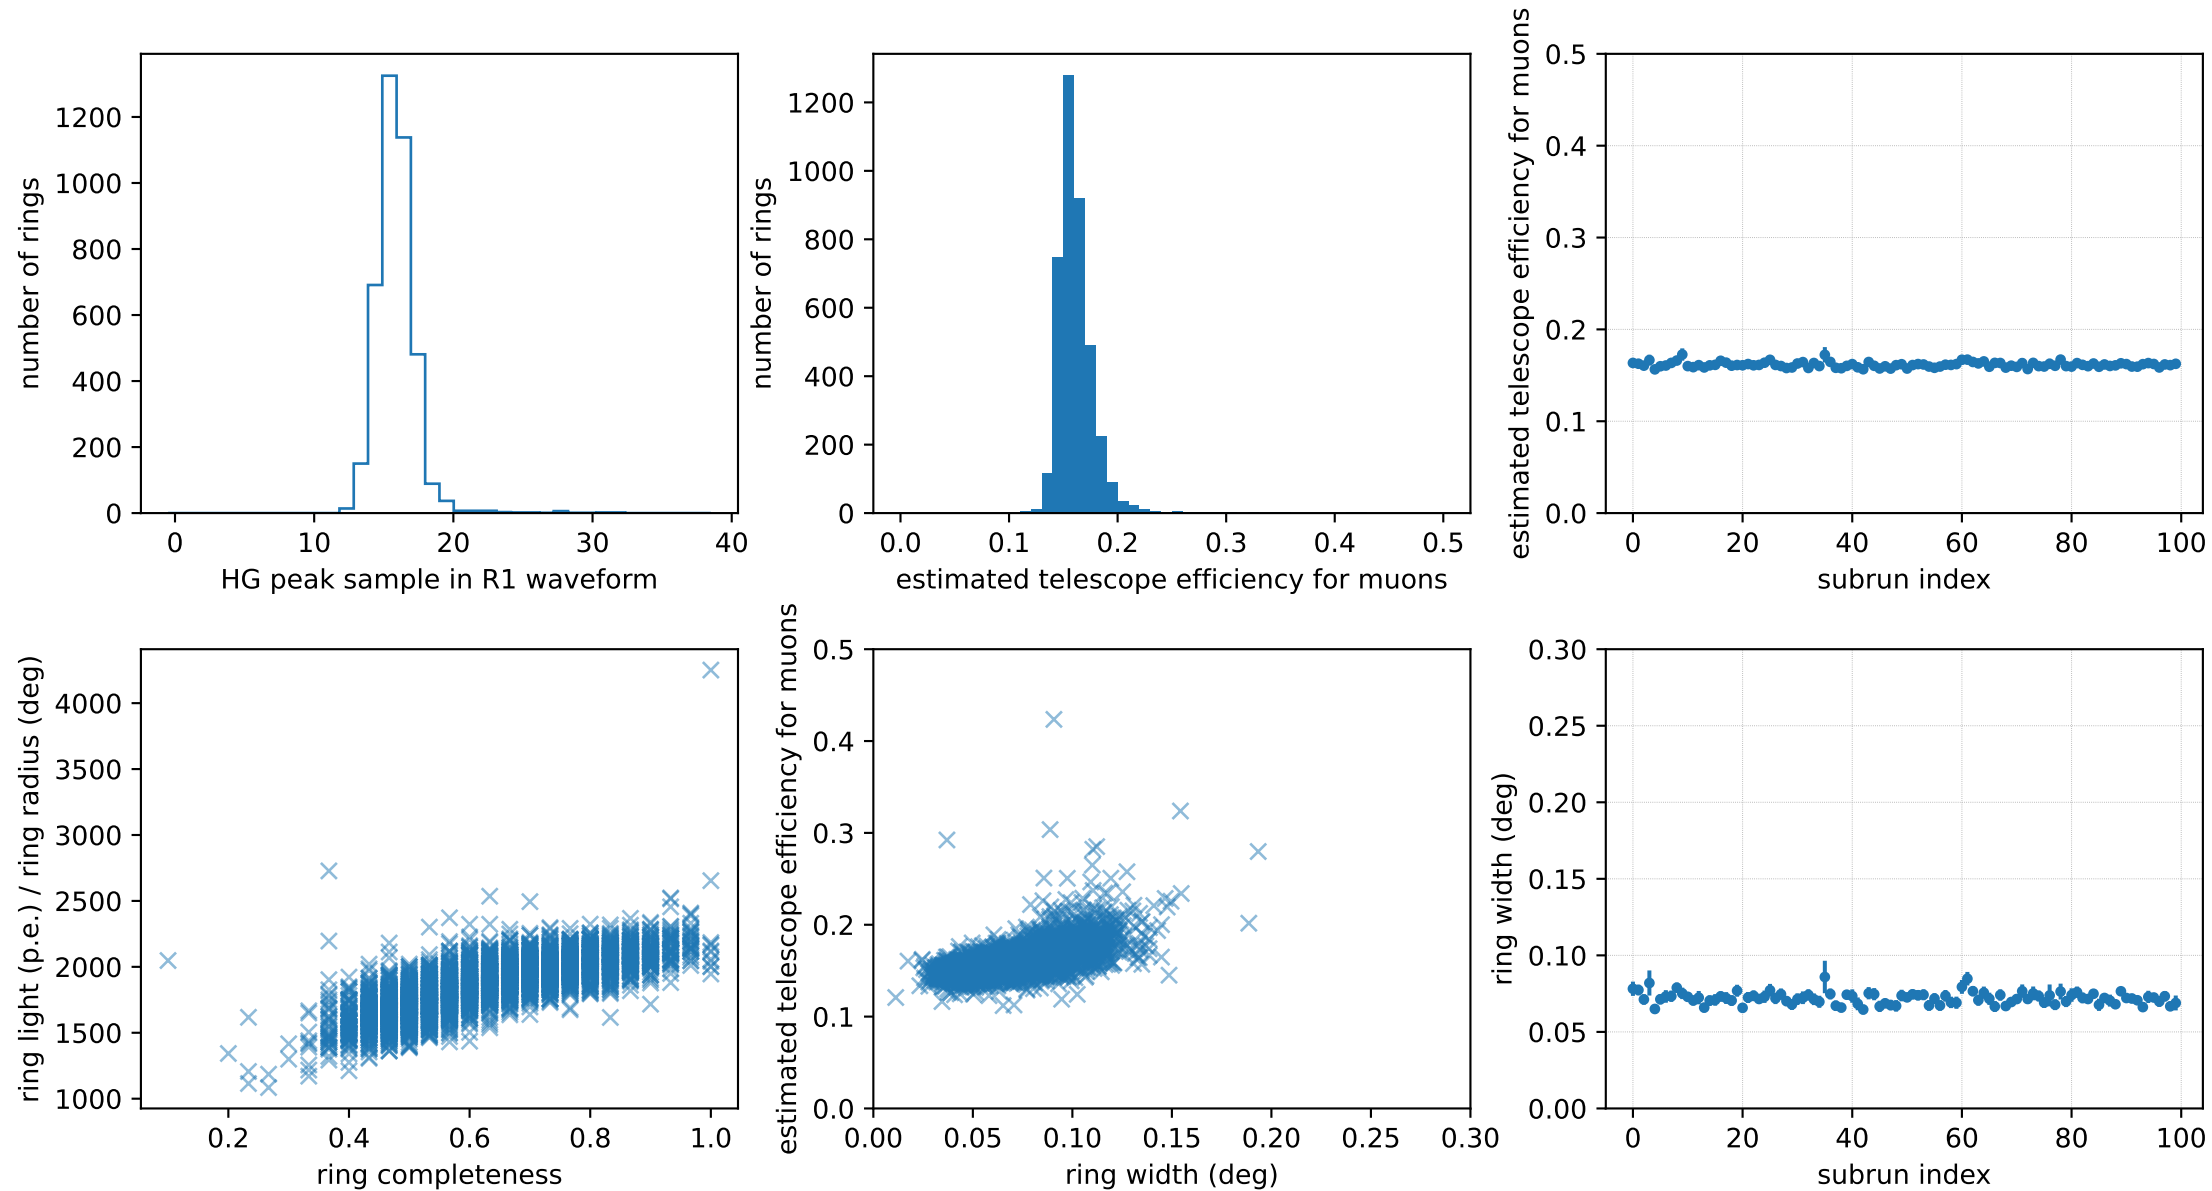 number of rings
1200
1000
800
600
400
200
0
0 10 20 30 40
HG peak sample in R1 waveform
number of rings
1200
1000
800
600
400
200
0
0.0 0.1 0.2 0.3 0.4 0.5
estimated telescope efficiency for muons
estimated telescope efficiency for muons
0.5
0.4
0.3
0.2
0.1
0.0
0 20 40 60 80 100
subrun index
ring light (p.e.) / ring radius (deg)
4000
3500
3000
2500
2000
1500
1000
0.2 0.4 0.6 0.8 1.0
ring completeness
estimated telescope efficiency for muons
0.5
0.4
0.3
0.2
0.1
0.0
0.00 0.05 0.10 0.15 0.20 0.25 0.30
ring width (deg)
ring width (deg)
0.30
0.25
0.20
0.15
0.10
0.05
0.00
0 20 40 60 80 100
subrun index